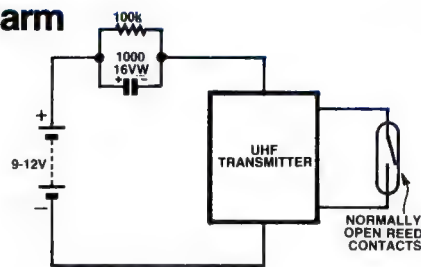 arm
100k
1000
16VW
+ −
+
9-12V
−
UHF
TRANSMITTER
NORMALLY
OPEN REED
CONTACTS